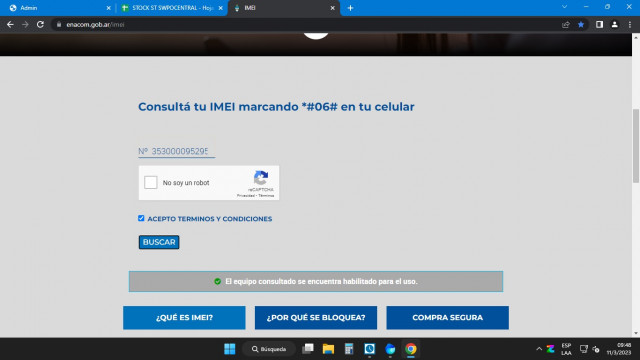 Admin
STOCK ST SWPOCENTRAL - Hoja
IMEI
enacom.gob.ar/imei
Consultá tu IMEI marcando *#06# en tu celular
Nº 35300009529
No soy un robot
reCAPTCHA
Privacidad - Términos
ACEPTO TERMINOS Y CONDICIONES
BUSCAR
El equipo consultado se encuentra habilitado para el uso.
¿QUÉ ES IMEI?
¿POR QUÉ SE BLOQUEA?
COMPRA SEGURA
Búsqueda
ESP
LAA
09:48
11/3/2023